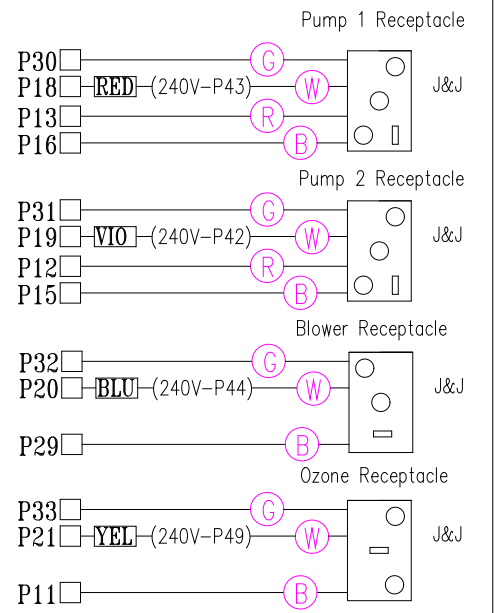 Pump 1 Receptacle
P30 G
P18 RED (240V-P43) W J&J
P13 R
P16 B
Pump 2 Receptacle
P31 G
P19 VIO (240V-P42) W J&J
P12 R
P15 B
Blower Receptacle
P32 G
P20 BLU (240V-P44) W J&J
P29 B
Ozone Receptacle
P33 G
P21 YEL (240V-P49) W J&J
P11 B